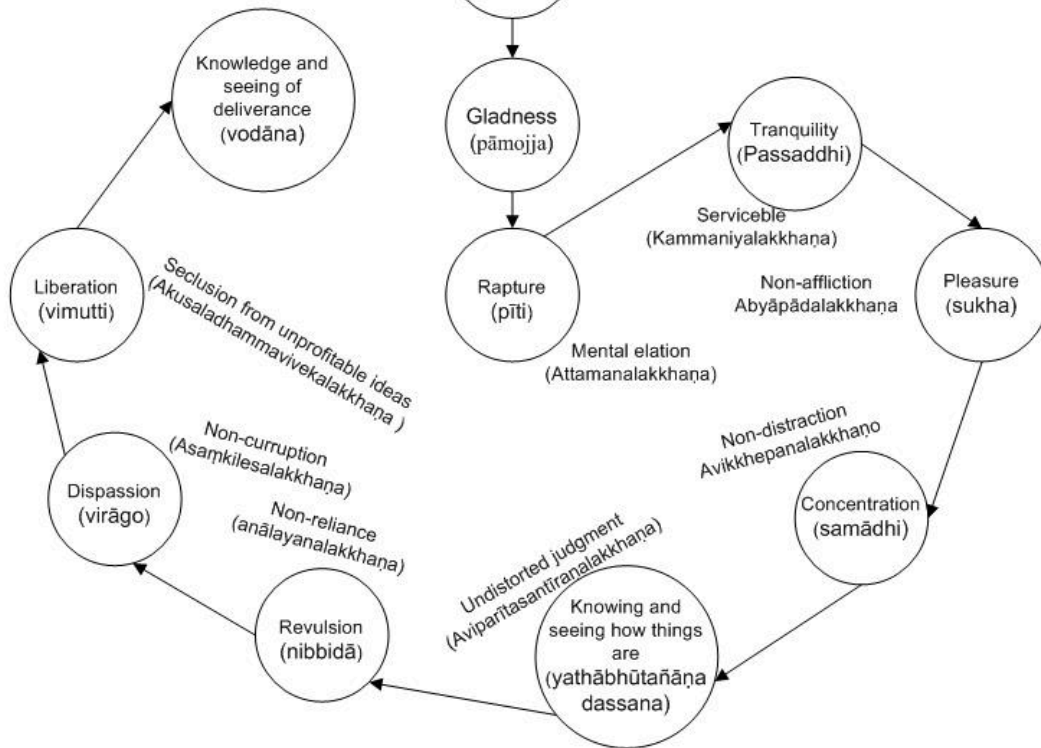 Knowledge and
seeing of
deliverance
(vodāna)
Gladness
(pāmojja)
Tranquility
(Passaddhi)
Serviceble
(Kammaniyalakkhaṇa)
Rapture
(pīti)
Mental elation
(Attamanalakkhaṇa)
Non-affliction
Abyāpādalakkhaṇa
Pleasure
(sukha)
Non-distraction
Avikkhepanalakkhaṇo
Concentration
(samādhi)
Undistorted judgment
(Aviparītasantīranalakkhaṇa)
Knowing and
seeing how things
are
(yathābhūtañāṇa
dassana)
Non-reliance
(anālayanalakkhaṇa)
Revulsion
(nibbidā)
Non-curruption
(Asaṃkilesalakkhaṇa)
Dispassion
(virāgo)
Seclusion from unprofitable ideas
(Akusaladhammavivekalakkhaṇa )
Liberation
(vimutti)